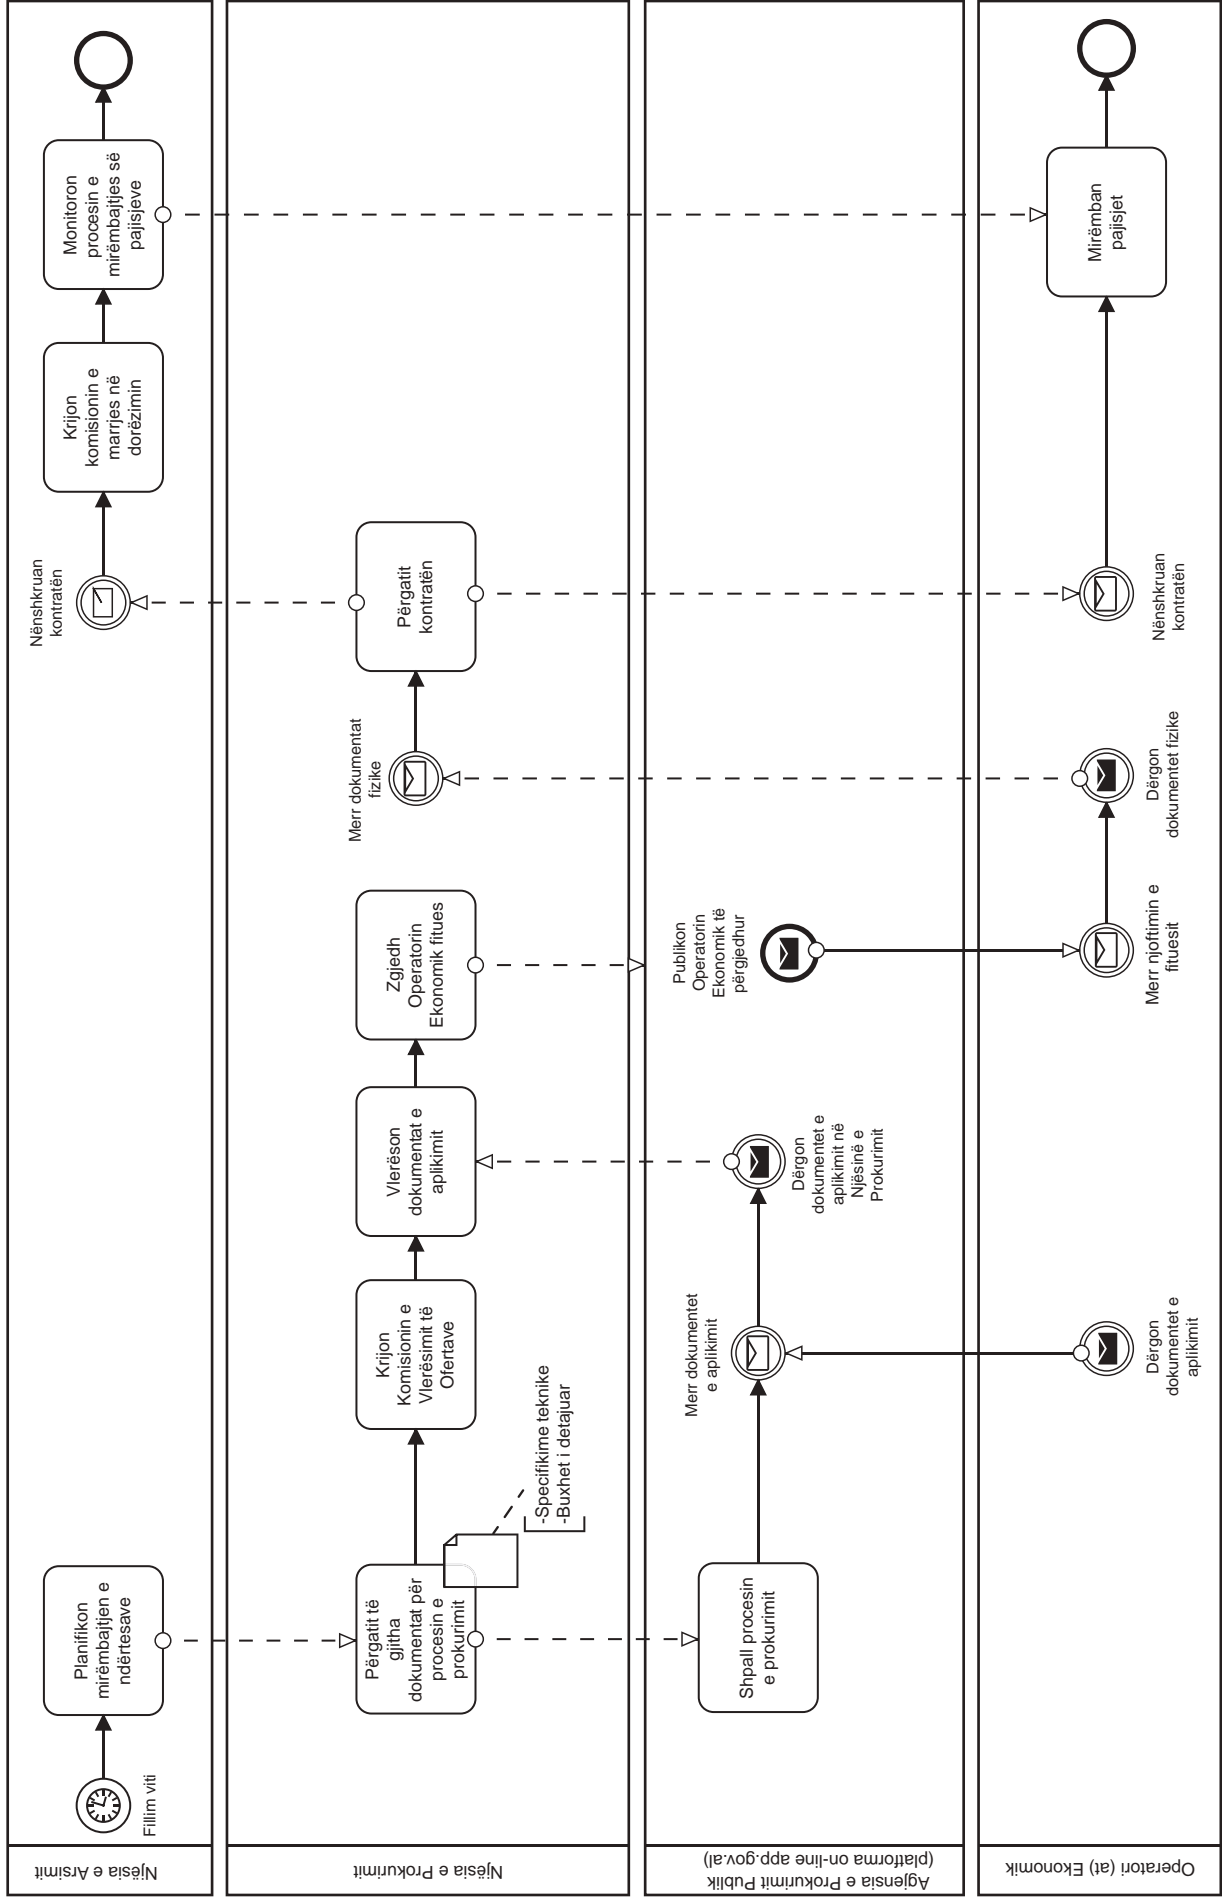 Njësia e Arsimit
Fillim viti
Planifikon
mirëmbajtjen e
ndërtesave
Nënshkruan
kontratën
Krijon
komisionin e
marrjes në
dorëzimin
Monitoron
procesin e
mirëmbajtjes së
pajisjeve
Njësia e Prokurimit
Përgatit të
gjitha
dokumentat për
procesin e
prokurimit
-Specifikime teknike
-Buxhet i detajuar
Krijon
Komisionin e
Vlerësimit të
Ofertave
Vlerëson
dokumentat e
aplikimit
Zgjedh
Operatorin
Ekonomik fitues
Merr dokumentat
fizike
Përgatit
kontratën
Agjensia e Prokurimit Publik
(platforma on-line app.gov.al)
Shpall procesin
e prokurimit
Merr dokumentet
e aplikimit
Dërgon
dokumentet e
aplikimit në
Njësinë e
Prokurimit
Publikon
Operatorin
Ekonomik të
përgjedhur
Operatori (at) Ekonomik
Dërgon
dokumentet e
aplikimit
Merr njoftimin e
fituesit
Dërgon
dokumentet fizike
Nënshkruan
kontratën
Mirëmban
pajisjet